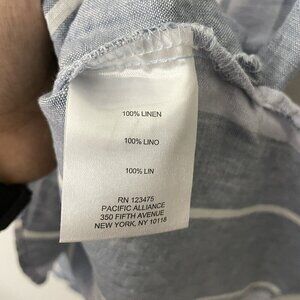 100% LINEN
100% LINO
100% LIN
RN 123475
PACIFIC ALLIANCE
350 FIFTH AVENUE
NEW YORK, NY 10118